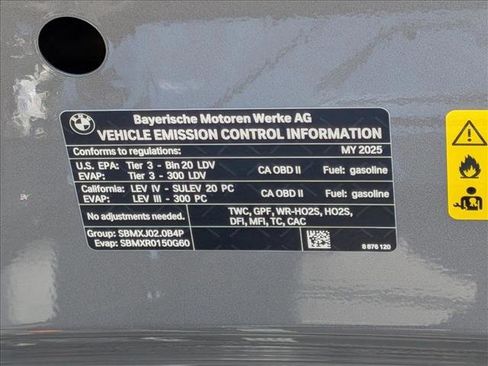 BMW
Bayerische Motoren Werke AG
VEHICLE EMISSION CONTROL INFORMATION
Conforms to regulations: MY 2025
U.S. EPA: Tier 3 - Bin 20 LDV CA OBD II Fuel: gasoline
EVAP: Tier 3 - 300 LDV
California: LEV IV - SULEV 20 PC CA OBD II Fuel: gasoline
EVAP: LEV III - 300 PC
No adjustments needed. TWC, GPF, WR-HO2S, HO2S,
DFI, MFI, TC, CAC
Group: SBMXJ02.0B4P
Evap: SBMXR0150G60
8 876 120